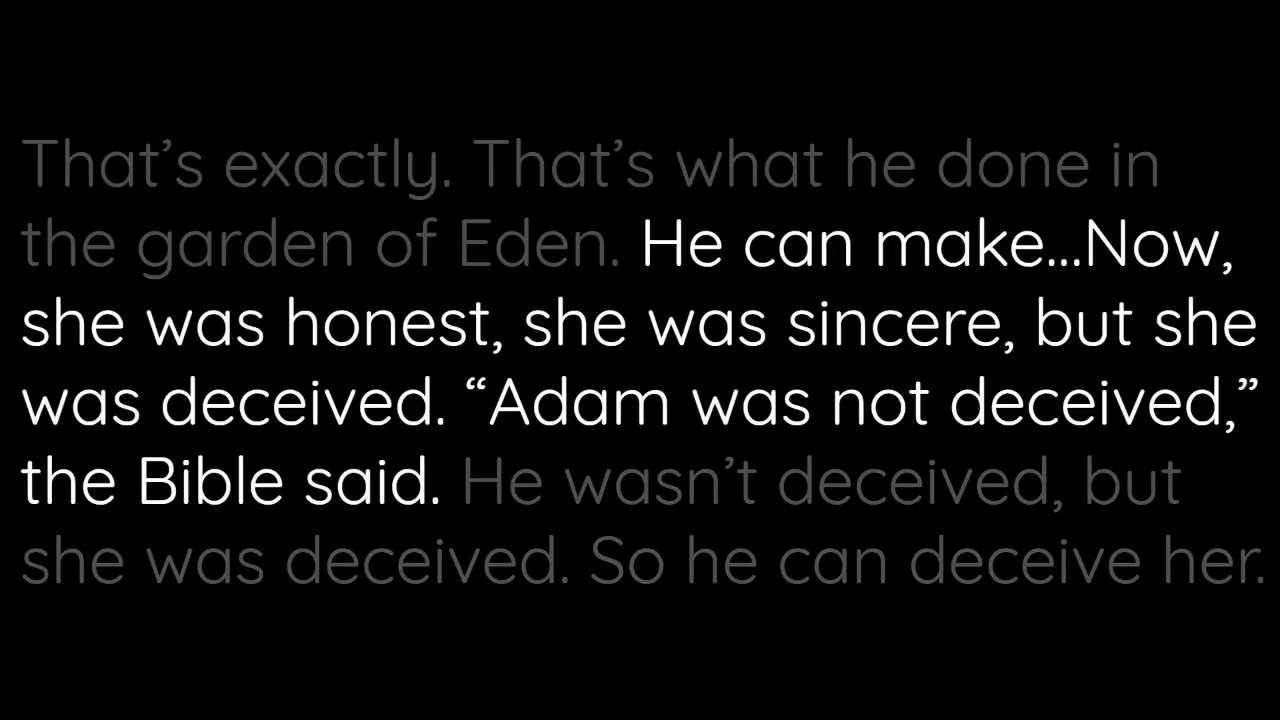 That’s exactly. That’s what he done in
the garden of Eden. He can make...Now,
she was honest, she was sincere, but she
was deceived. “Adam was not deceived,”
the Bible said. He wasn’t deceived, but
she was deceived. So he can deceive her.